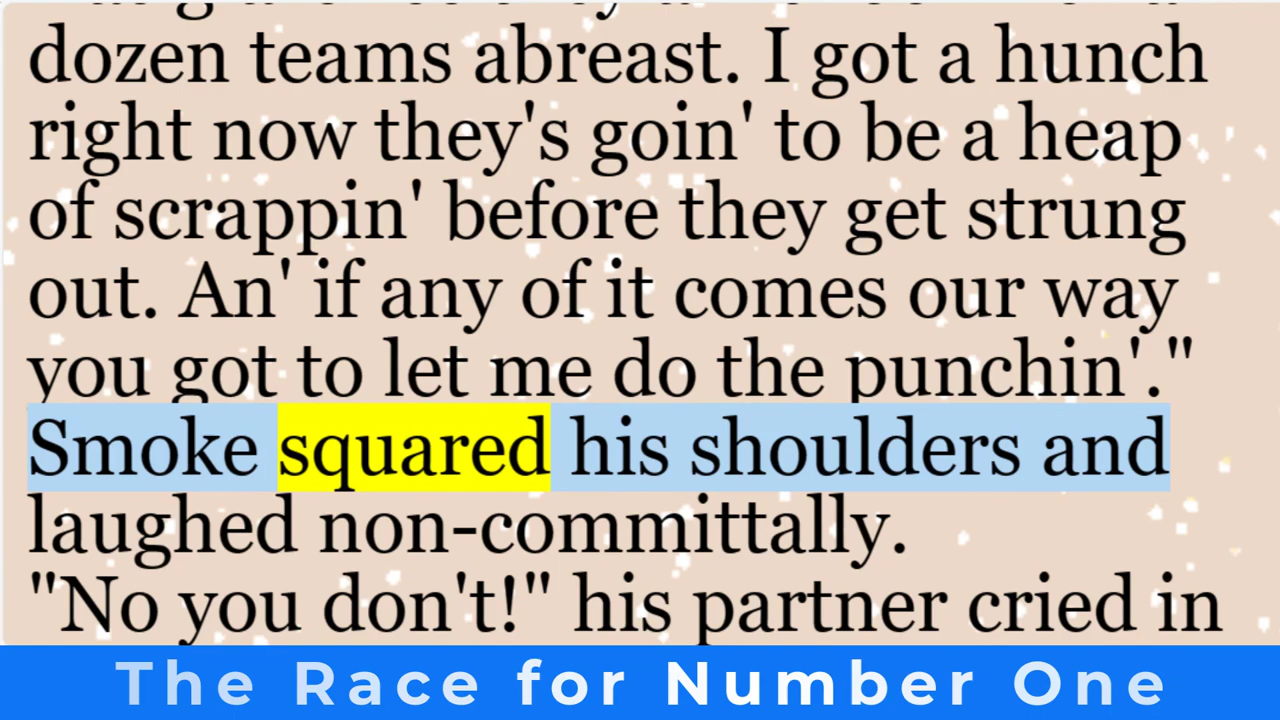 dozen teams abreast. I got a hunch
right now they's goin' to be a heap
of scrappin' before they get strung
out. An' if any of it comes our way
you got to let me do the punchin'."
Smoke squared his shoulders and
laughed non-committally.
"No you don't!" his partner cried in
The Race for Number One